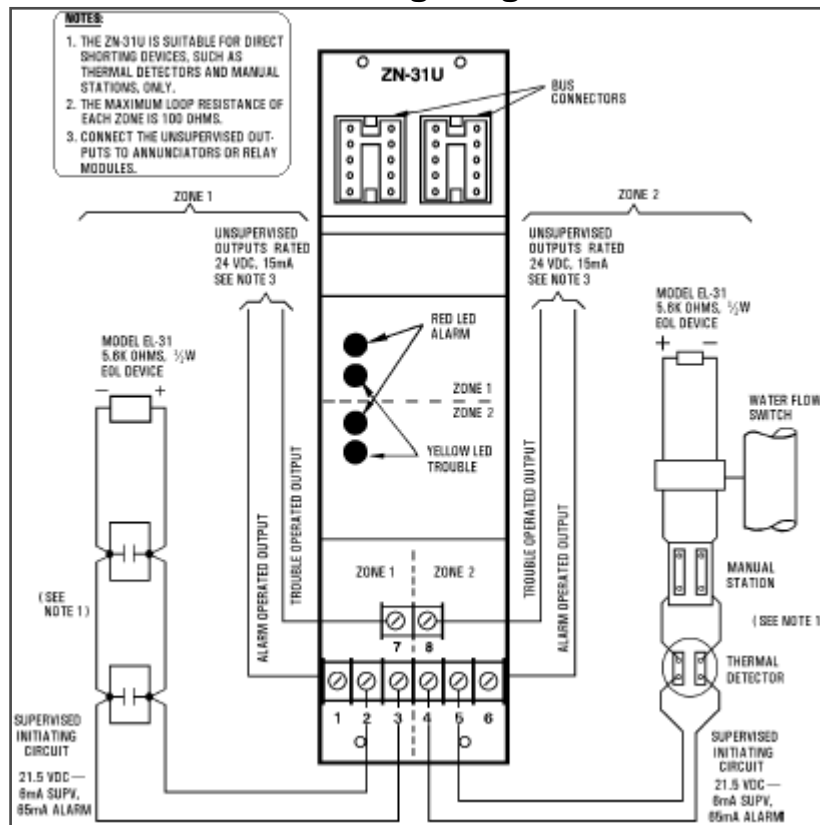 NOTES:
1. THE ZN-31U IS SUITABLE FOR DIRECT
SHORTING DEVICES, SUCH AS
THERMAL DETECTORS AND MANUAL
STATIONS, ONLY.
2. THE MAXIMUM LOOP RESISTANCE OF
EACH ZONE IS 100 OHMS.
3. CONNECT THE UNSUPERVISED OUT-
PUTS TO ANNUNCIATORS OR RELAY
MODULES.
ZN-31U
BUS
CONNECTORS
ZONE 1
UNSUPERVISED
OUTPUTS RATED
24 VDC, 15mA
SEE NOTE 3
ZONE 2
UNSUPERVISED
OUTPUTS RATED
24 VDC, 15mA
SEE NOTE 3
MODEL EL-31
5.6K OHMS, ½W
EOL DEVICE
– +
MODEL EL-31
5.6K OHMS, ½W
EOL DEVICE
+ –
RED LED
ALARM
ZONE 1
ZONE 2
YELLOW LED
TROUBLE
WATER FLOW
SWITCH
ALARM OPERATED OUTPUT
TROUBLE OPERATED OUTPUT
TROUBLE OPERATED OUTPUT
ALARM OPERATED OUTPUT
ZONE 1
ZONE 2
7 8
1 2 3 4 5 6
(SEE
NOTE 1)
MANUAL
STATION
(SEE NOTE 1
THERMAL
DETECTOR
SUPERVISED
INITIATING
CIRCUIT
21.5 VDC—
6mA SUPV,
65mA ALARM
SUPERVISED
INITIATING
CIRCUIT
21.5 VDC—
6mA SUPV,
65mA ALARM